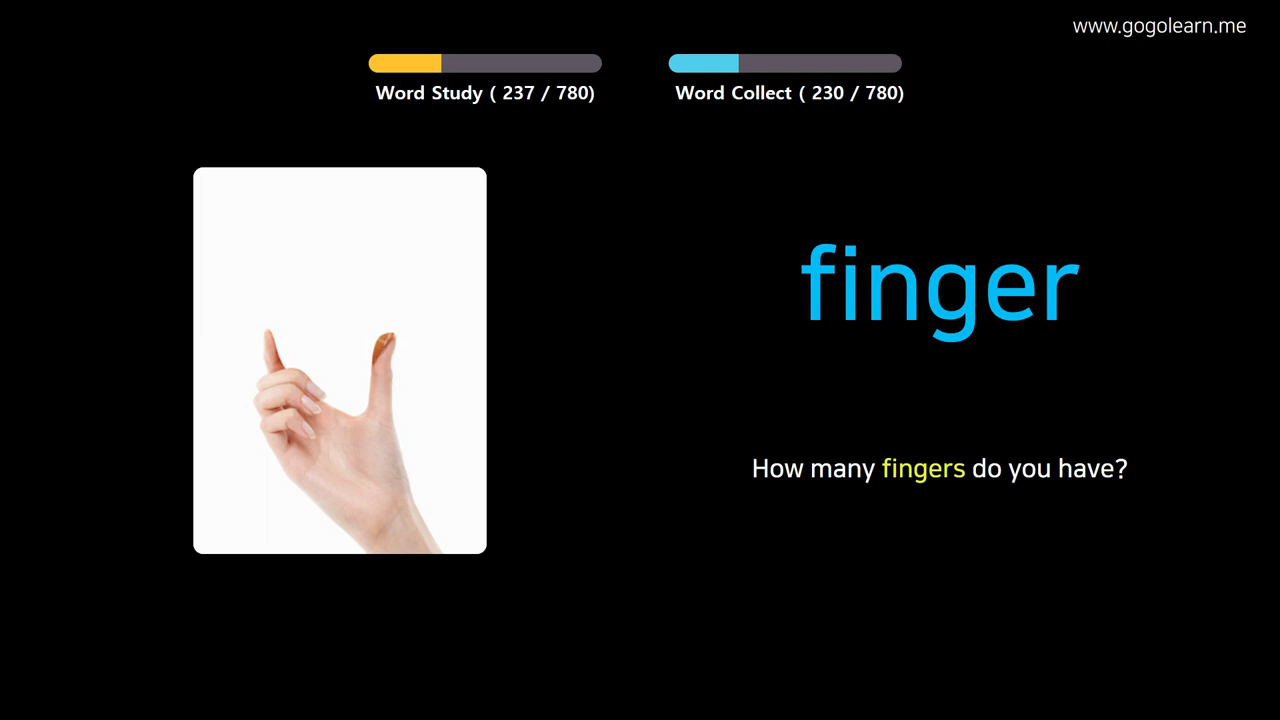 www.gogolearn.me
Word Study ( 237 / 780)
Word Collect ( 230 / 780)
finger
How many fingers do you have?